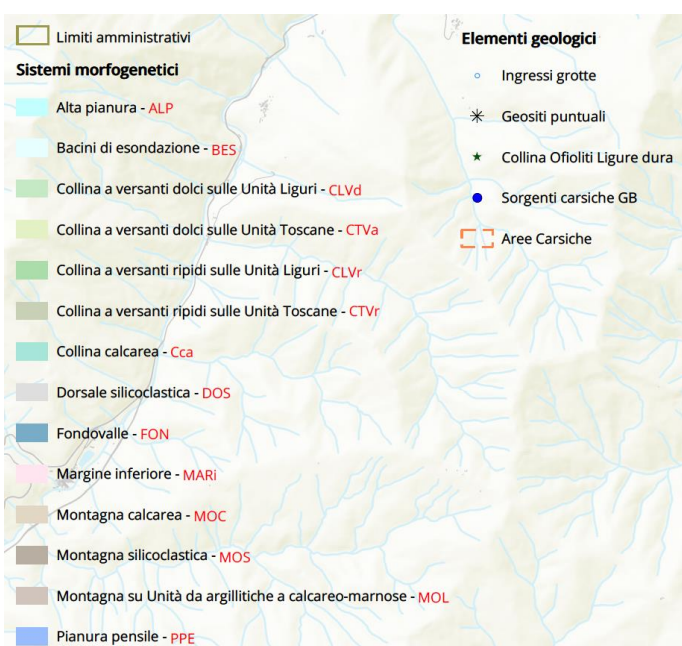 Limiti amministrativi
Sistemi morfogenetici
Alta pianura - ALP
Bacini di esondazione - BES
Collina a versanti dolci sulle Unità Liguri - CLVd
Collina a versanti dolci sulle Unità Toscane - CTVa
Collina a versanti ripidi sulle Unità Liguri - CLVr
Collina a versanti ripidi sulle Unità Toscane - CTVr
Collina calcarea - Cca
Dorsale silicoclastica - DOS
Fondovalle - FON
Margine inferiore - MARi
Montagna calcarea - MOC
Montagna silicoclastica - MOS
Montagna su Unità da argillitiche a calcareo-marnose - MOL
Pianura pensile - PPE
Elementi geologici
Ingressi grotte
Geositi puntuali
Collina Ofioliti Ligure dura
Sorgenti carsiche GB
Aree Carsiche